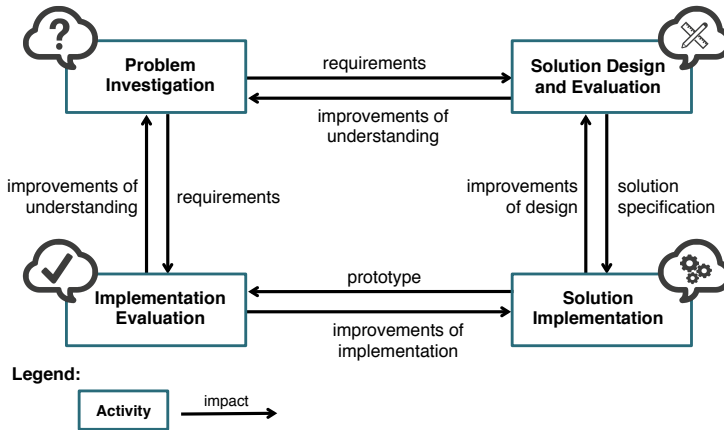 ?
Problem
Investigation
requirements
Solution Design
and Evaluation
improvements of
understanding
improvements of
understanding
requirements
improvements
of design
solution
specification
Implementation
Evaluation
prototype
Solution
Implementation
improvements of
implementation
Legend:
Activity
impact